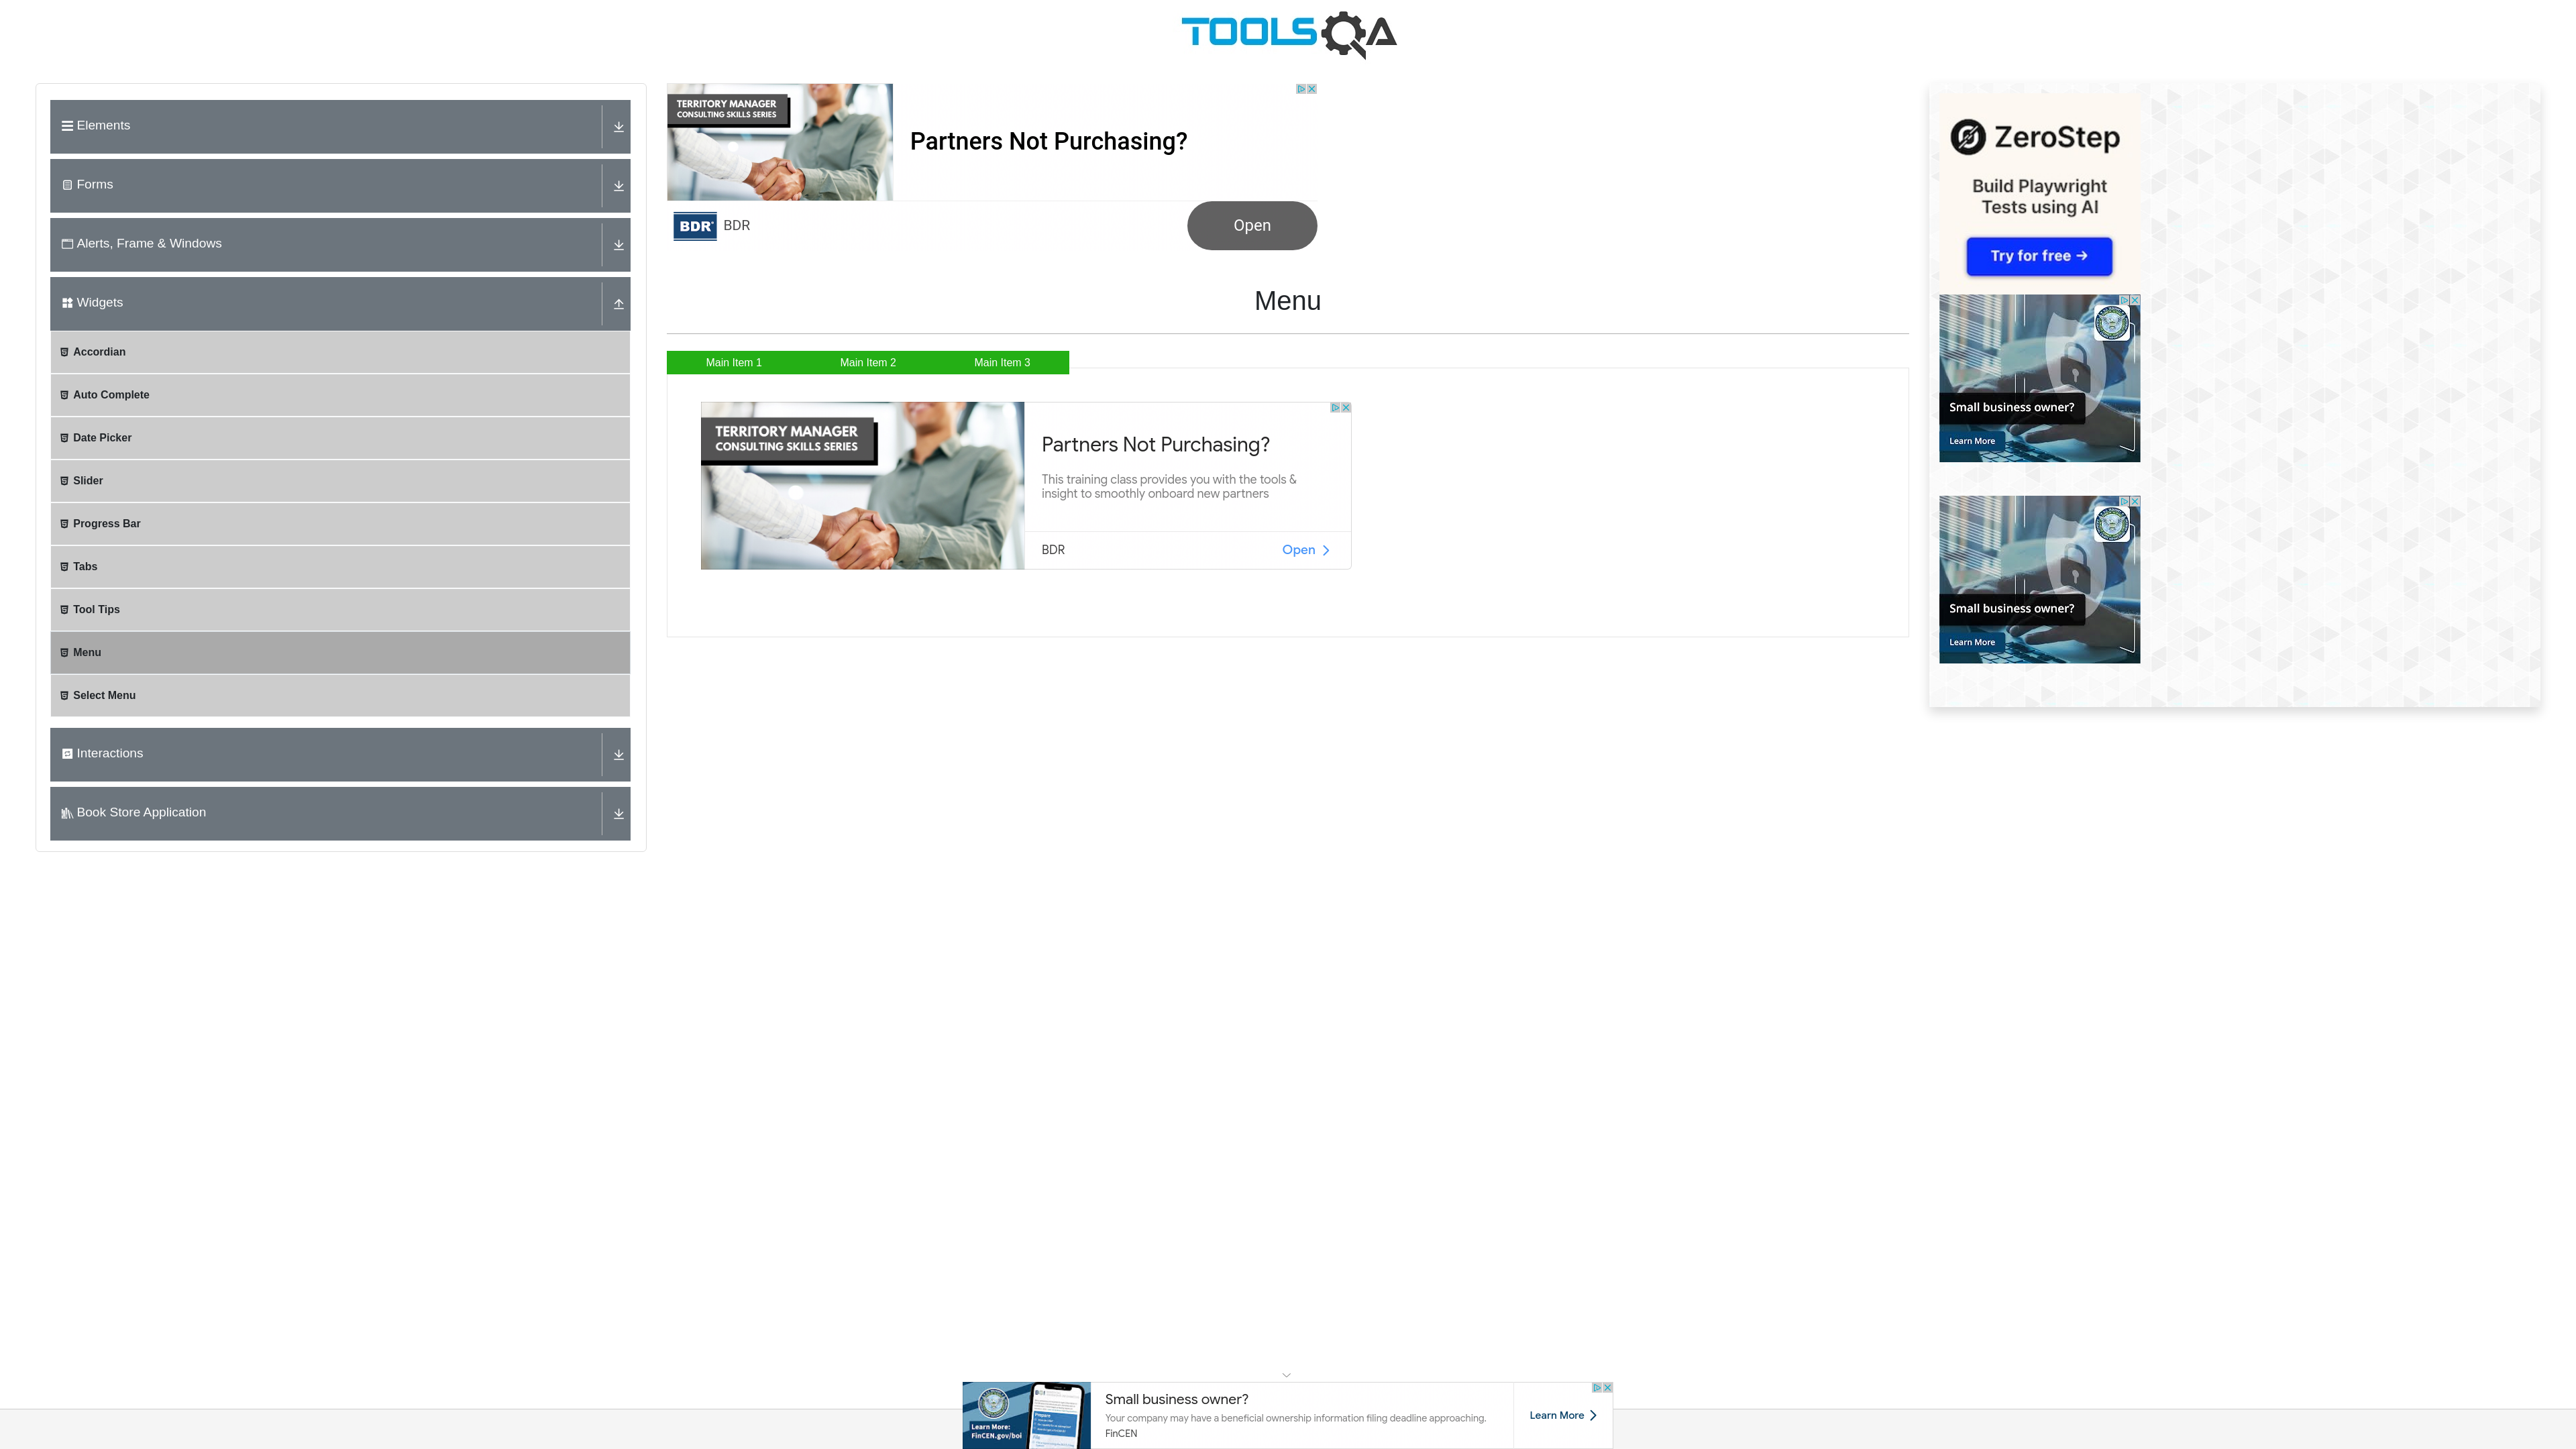 TOOLSQA
Elements
Forms
Alerts, Frame & Windows
Widgets
Accordian
Auto Complete
Date Picker
Slider
Progress Bar
Tabs
Tool Tips
Menu
Select Menu
Interactions
Book Store Application
TERRITORY MANAGER
CONSULTING SKILLS SERIES
Partners Not Purchasing?
BDR
BDR
Open
Menu
Main Item 1
Main Item 2
Main Item 3
TERRITORY MANAGER
CONSULTING SKILLS SERIES
Partners Not Purchasing?
This training class provides you with the tools &
insight to smoothly onboard new partners
BDR
Open
ZeroStep
Build Playwright
Tests using AI
Try for free →
Small business owner?
Learn More
Small business owner?
Learn More
Learn More:
FinCEN.gov/boi
Small business owner?
Your company may have a beneficial ownership information filing deadline approaching.
FinCEN
Learn More